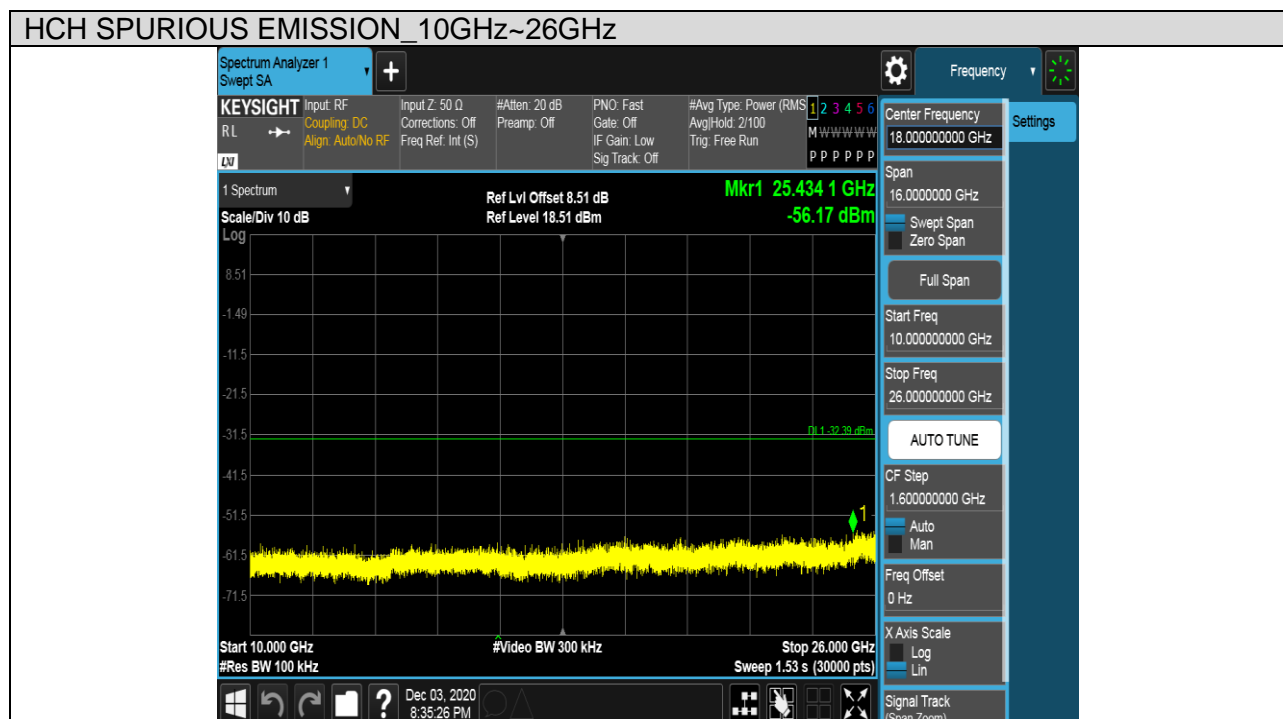 HCH SPURIOUS EMISSION_10GHz~26GHz
Spectrum Analyzer 1
Swept SA
+
Frequency
KEYSIGHT
RL
LXI
Input: RF
Coupling: DC
Align: Auto/No RF
Input Z: 50 Ω
Corrections: Off
Freq Ref: Int (S)
#Atten: 20 dB
Preamp: Off
PNO: Fast
Gate: Off
IF Gain: Low
Sig Track: Off
#Avg Type: Power (RMS
Avg|Hold: 2/100
Trig: Free Run
1 2 3 4 5 6
M W W W W W
P P P P P P
1 Spectrum
Scale/Div 10 dB
Ref Lvl Offset 8.51 dB
Ref Level 18.51 dBm
Mkr1 25.434 1 GHz
-56.17 dBm
Log
8.51
-1.49
-11.5
-21.5
-31.5
-41.5
-51.5
-61.5
-71.5
DL1 -32.39 dBm
1
Start 10.000 GHz
#Res BW 100 kHz
#Video BW 300 kHz
Stop 26.000 GHz
Sweep 1.53 s (30000 pts)
Center Frequency
18.000000000 GHz
Settings
Span
16.0000000 GHz
Swept Span
Zero Span
Full Span
Start Freq
10.000000000 GHz
Stop Freq
26.000000000 GHz
AUTO TUNE
CF Step
1.600000000 GHz
Auto
Man
Freq Offset
0 Hz
X Axis Scale
Log
Lin
Signal Track
(Span Zoom)
?
Dec 03, 2020
8:35:26 PM